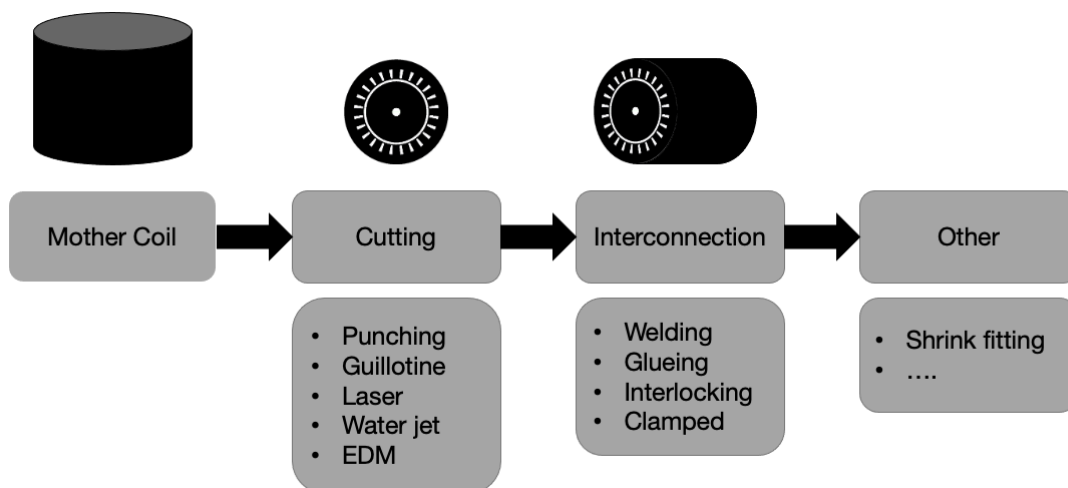 Mother Coil
Cutting
Interconnection
Other
• Punching
• Guillotine
• Laser
• Water jet
• EDM
• Welding
• Glueing
• Interlocking
• Clamped
• Shrink fitting
• ....